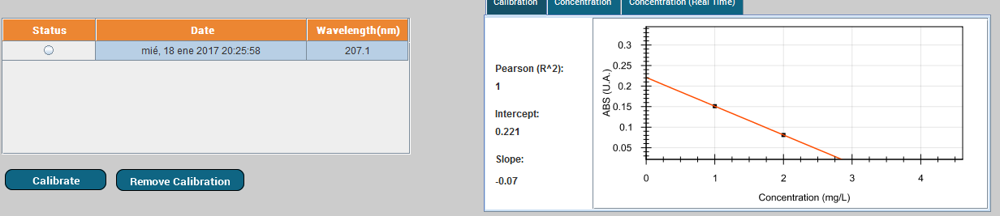 Status Date Wavelength(nm)
mié, 18 ene 2017 20:25:58 207.1
Calibrate Remove Calibration
Calibration Concentration Concentration (Real Time)
Pearson (R^2):
1
Intercept:
0.221
Slope:
-0.07
ABS (U.A.)
0.3
0.25
0.2
0.15
0.1
0.05
0 1 2 3 4
Concentration (mg/L)